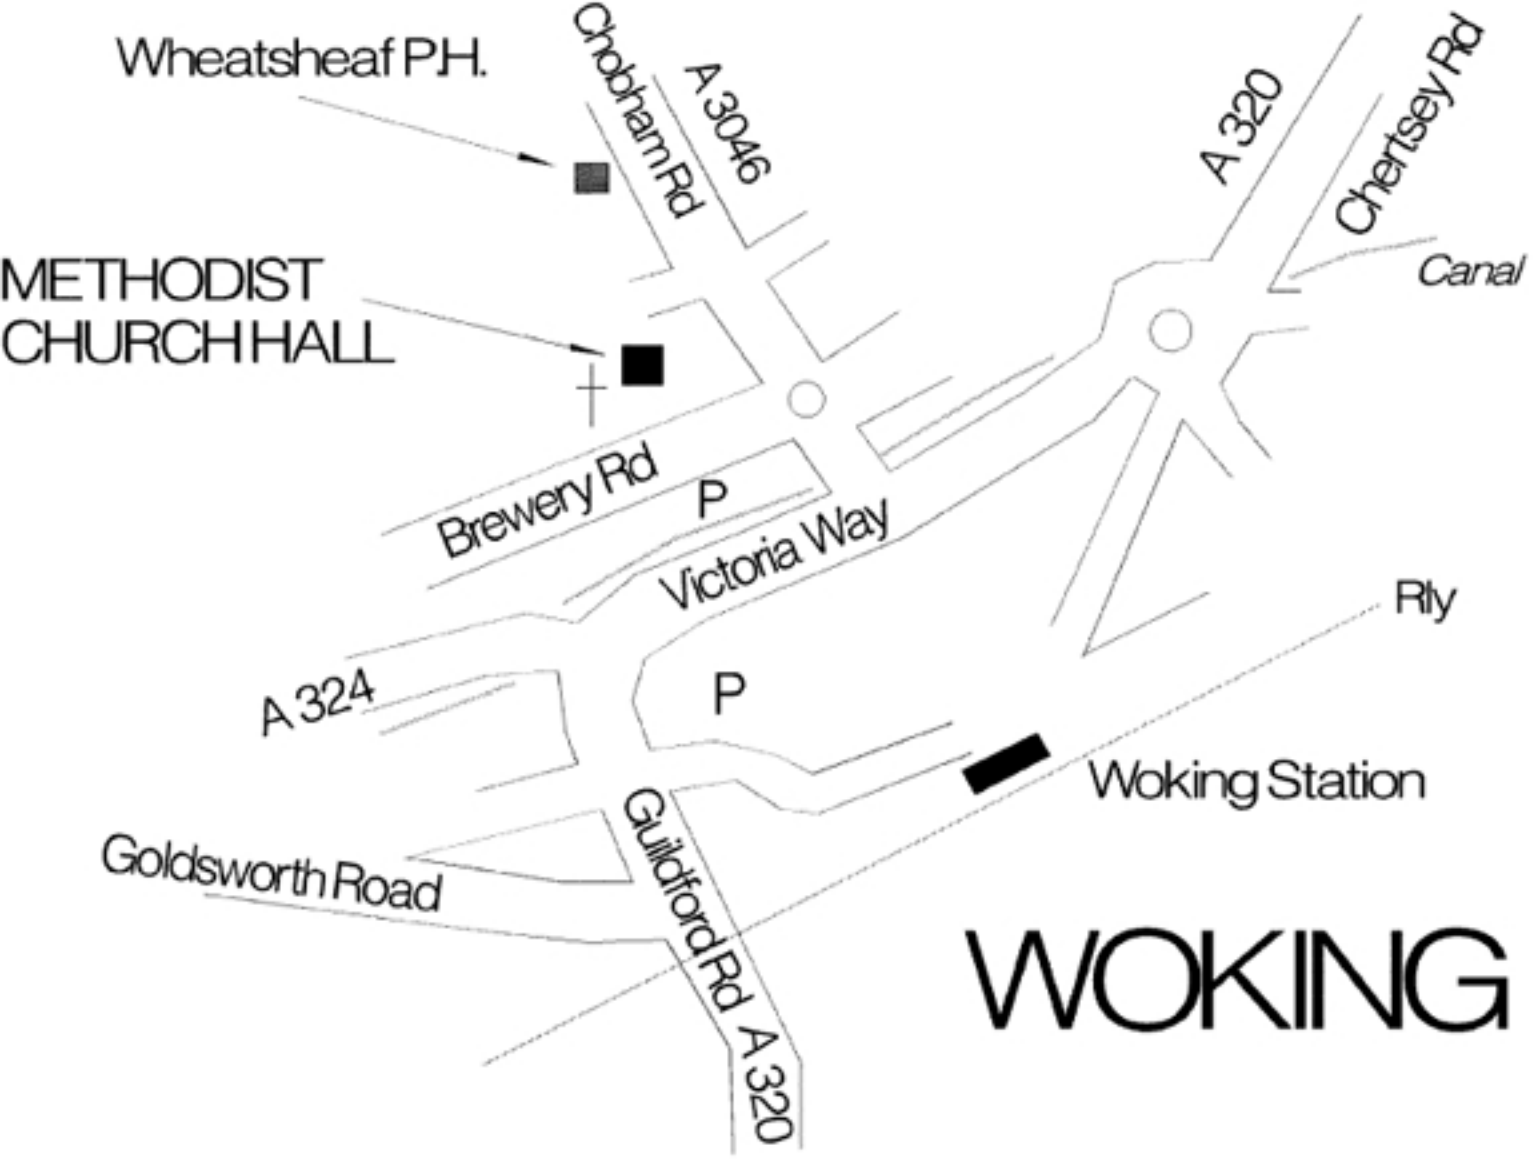 Wheatsheaf P.H.
Chobham Rd
A 3046
A 320
Chertsey Rd
Canal
METHODIST
CHURCH HALL
Brewery Rd
P
Victoria Way
Rly
A 324
P
Woking Station
Goldsworth Road
Guildford Rd A 320
WOKING